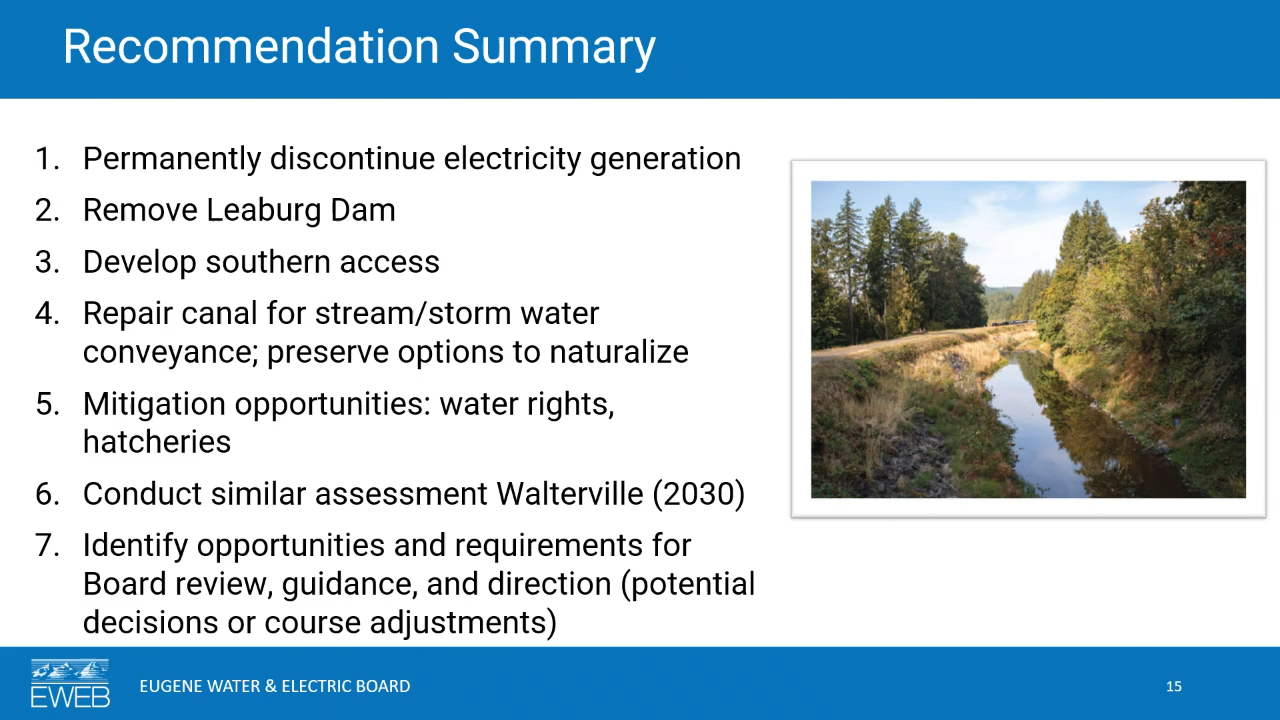 Recommendation Summary
1. Permanently discontinue electricity generation
2. Remove Leaburg Dam
3. Develop southern access
4. Repair canal for stream/storm water
conveyance; preserve options to naturalize
5. Mitigation opportunities: water rights,
hatcheries
6. Conduct similar assessment Walterville (2030)
7. Identify opportunities and requirements for
Board review, guidance, and direction (potential
decisions or course adjustments)
EWEB
EUGENE WATER & ELECTRIC BOARD
15